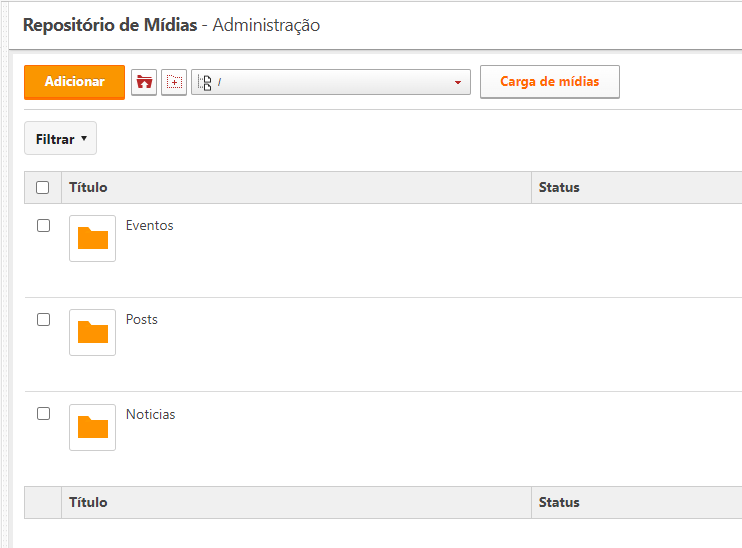 Repositório de Mídias - Administração
Adicionar / Carga de mídias
Filtrar
Título Status
Eventos
Posts
Noticias
Título Status